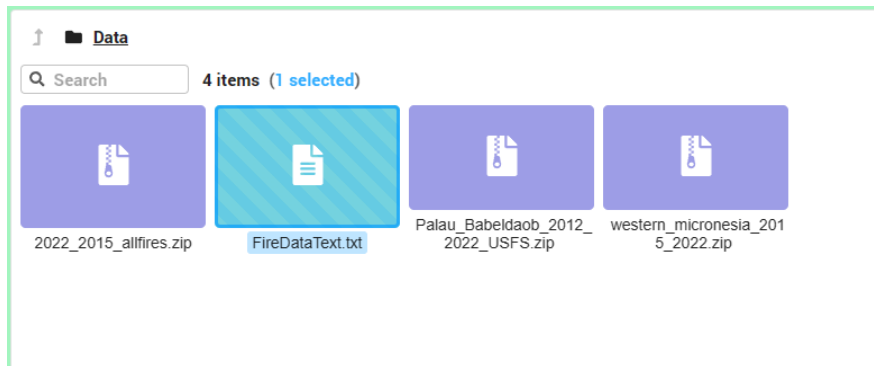 Data
Search
4 items (1 selected)
2022_2015_allfires.zip
FireDataText.txt
Palau_Babeldaob_2012_
2022_USFS.zip
western_micronesia_201
5_2022.zip